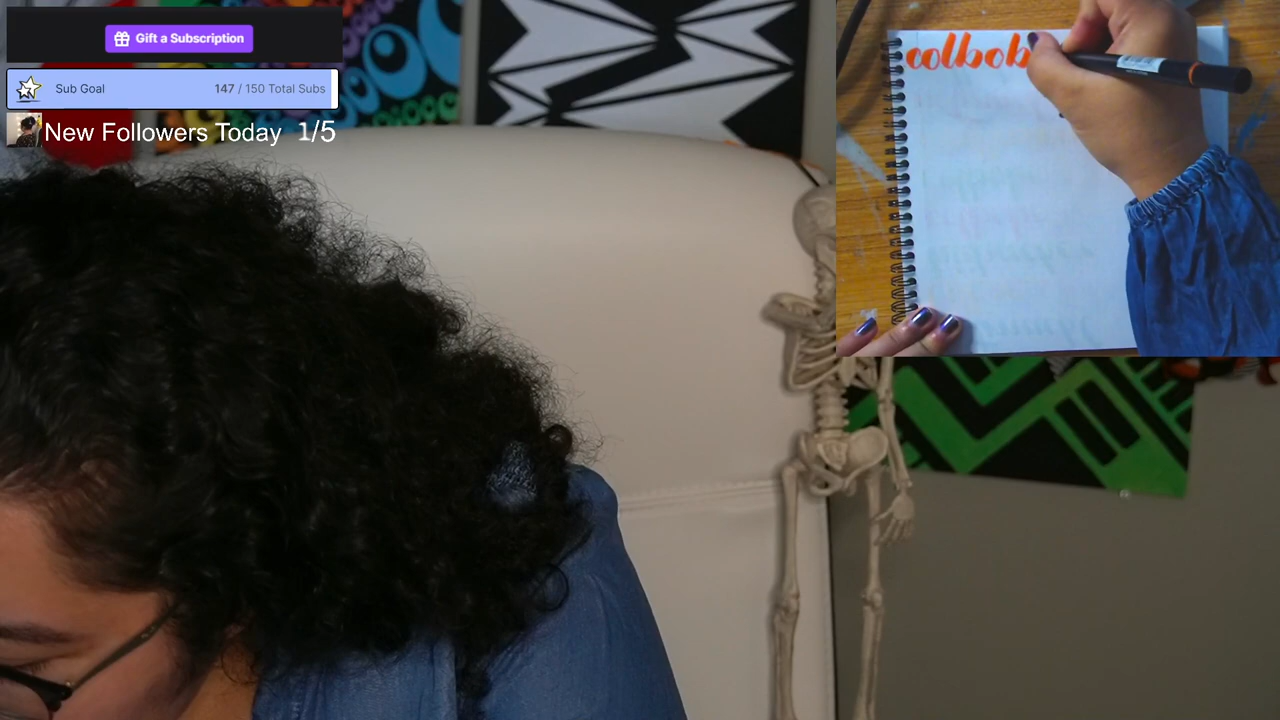 Gift a Subscription
Sub Goal 147 / 150 Total Subs
New Followers Today 1/5
colbob